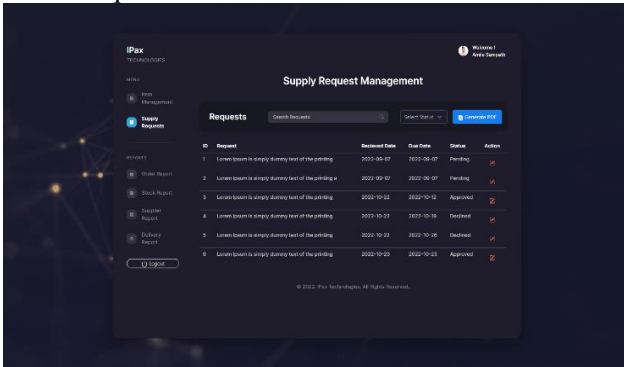 IPax
TECHNOLOGIES
Welcome !
Amila Sampath
MENU
Supply Request Management
Item
Management
Supply
Requests
Requests
Search Requests
Select Status
Generate PDF
ID Request Recieved Date Due Date Status Action
1 Lorem Ipsum is simply dummy text of the printing 2022-09-07 2022-09-07 Pending
2 Lorem Ipsum is simply dummy text of the printing a 2022-09-07 2022-09-07 Pending
3 Lorem Ipsum is simply dummy text of the printing 2022-10-22 2022-10-12 Approved
4 Lorem Ipsum is simply dummy text of the printing 2022-10-22 2022-10-19 Declined
5 Lorem Ipsum is simply dummy text of the printing 2022-10-22 2022-10-26 Declined
6 Lorem Ipsum is simply dummy text of the printing 2022-10-23 2022-10-23 Approved
REPORTS
Order Report
Stock Report
Supplier
Report
Delivery
Report
Logout
© 2022 IPax Technologies. All Rights Reserved.